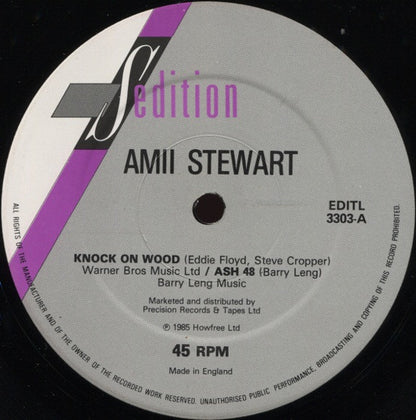 Sedition
AMII STEWART
EDITL
3303-A
KNOCK ON WOOD (Eddie Floyd, Steve Cropper)
Warner Bros Music Ltd / ASH 48 (Barry Leng)
Barry Leng Music
Marketed and distributed by
Precision Records & Tapes Ltd
℗ 1985 Howfree Ltd
45 RPM
Made in England
ALL RIGHTS OF THE MANUFACTURER AND OF THE OWNER OF THE RECORDED WORK RESERVED. UNAUTHORISED PUBLIC PERFORMANCE, BROADCASTING AND COPYING OF THIS RECORD PROHIBITED.